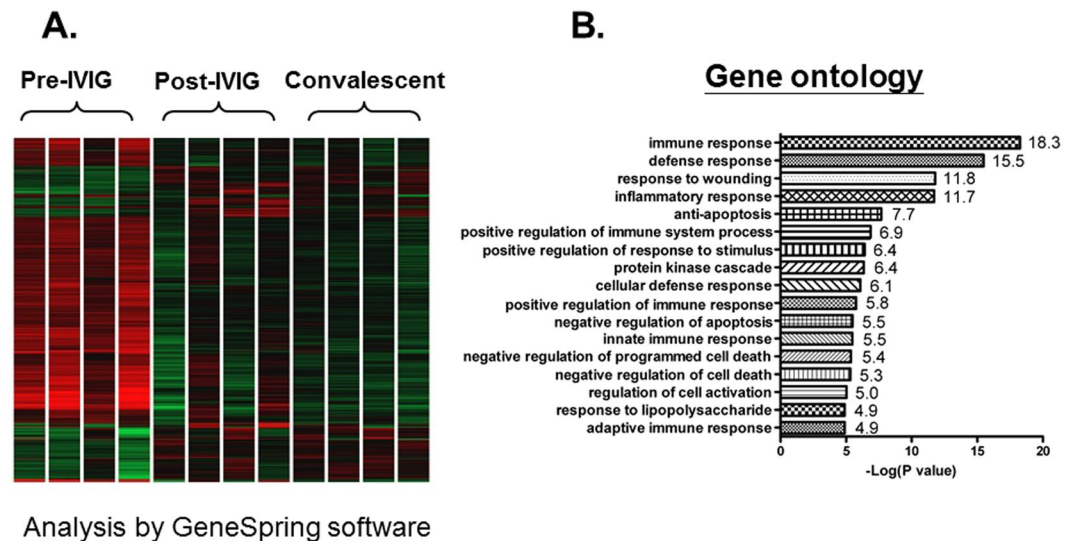 A.
Pre-IVIG
Post-IVIG
Convalescent
Analysis by GeneSpring software
B.
Gene ontology
immune response 18.3
defense response 15.5
response to wounding 11.8
inflammatory response 11.7
anti-apoptosis 7.7
positive regulation of immune system process 6.9
positive regulation of response to stimulus 6.4
protein kinase cascade 6.4
cellular defense response 6.1
positive regulation of immune response 5.8
negative regulation of apoptosis 5.5
innate immune response 5.5
negative regulation of programmed cell death 5.4
negative regulation of cell death 5.3
regulation of cell activation 5.0
response to lipopolysaccharide 4.9
adaptive immune response 4.9
0 5 10 15 20
-Log(P value)